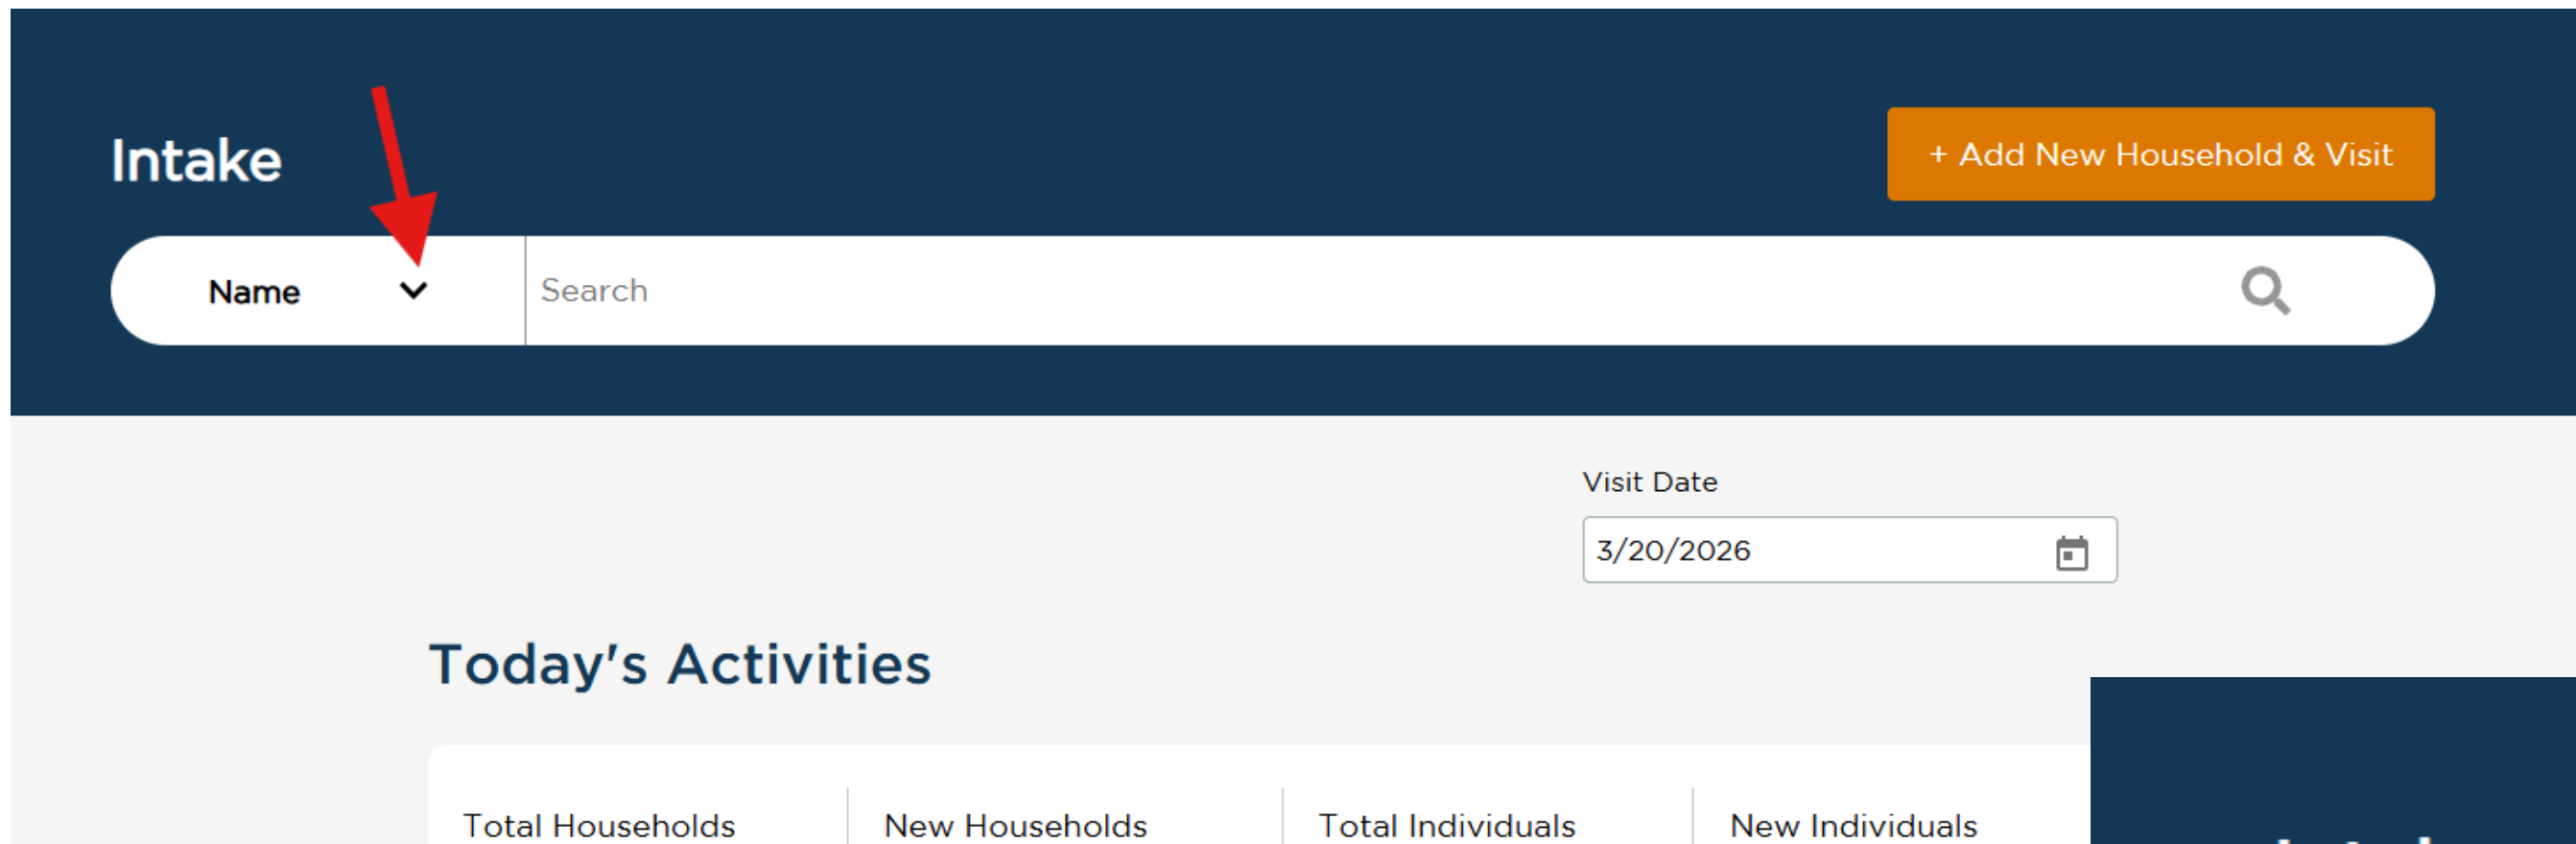 Intake
+ Add New Household & Visit
Name
Search
Visit Date
3/20/2026
Today's Activities
Total Households
New Households
Total Individuals
New Individuals